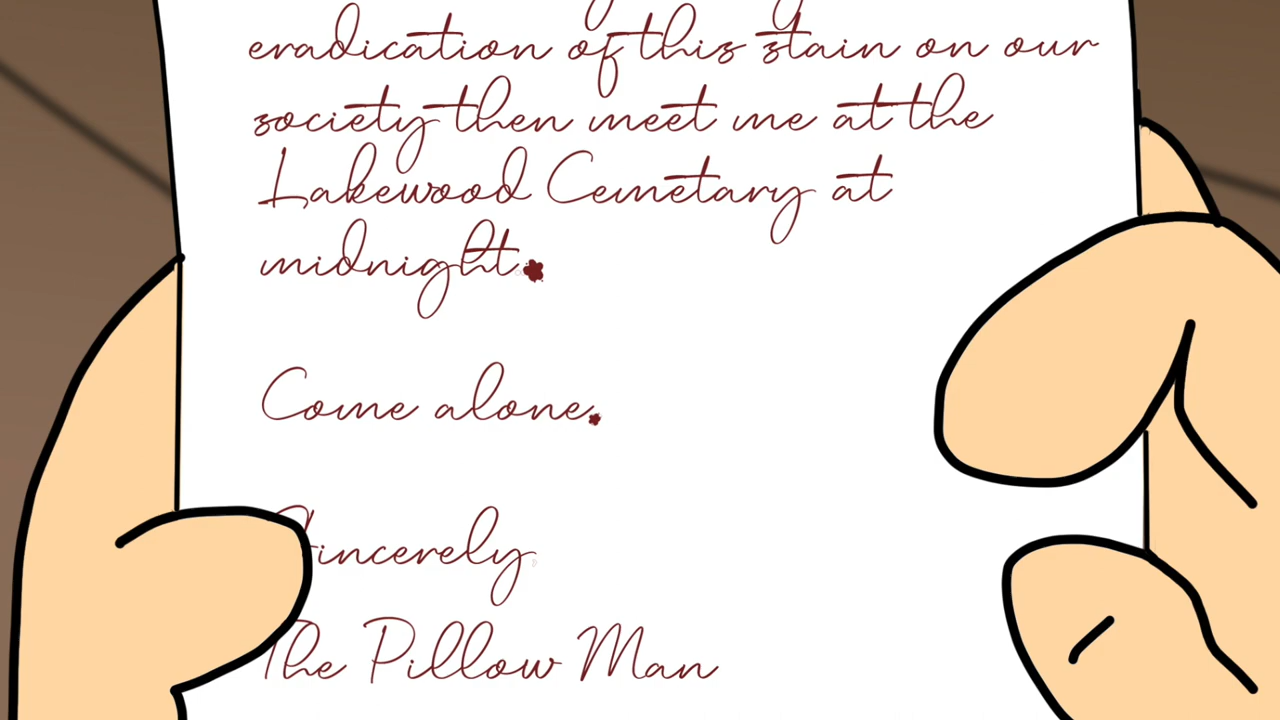 eradication of this stain on our
society then meet me at the
Lakewood Cemetary at
midnight.
Come alone.
Sincerely
The Pillow Man